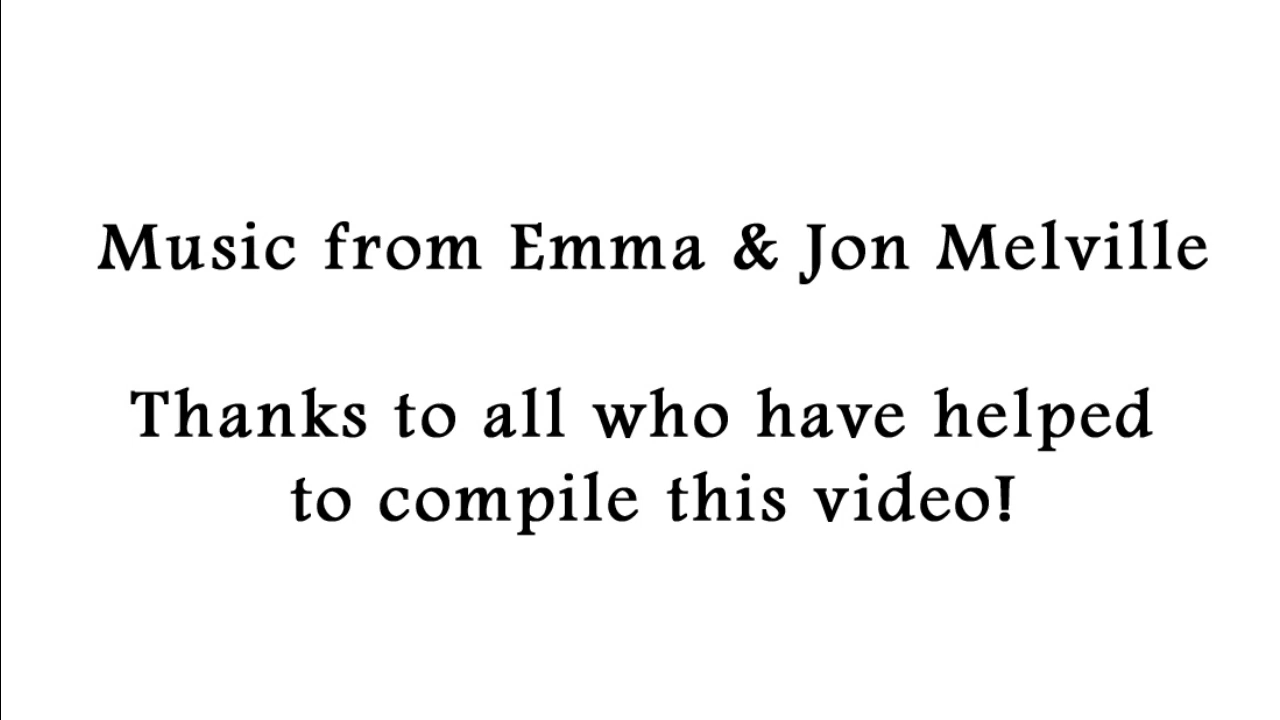 Music from Emma & Jon Melville
Thanks to all who have helped
to compile this video!